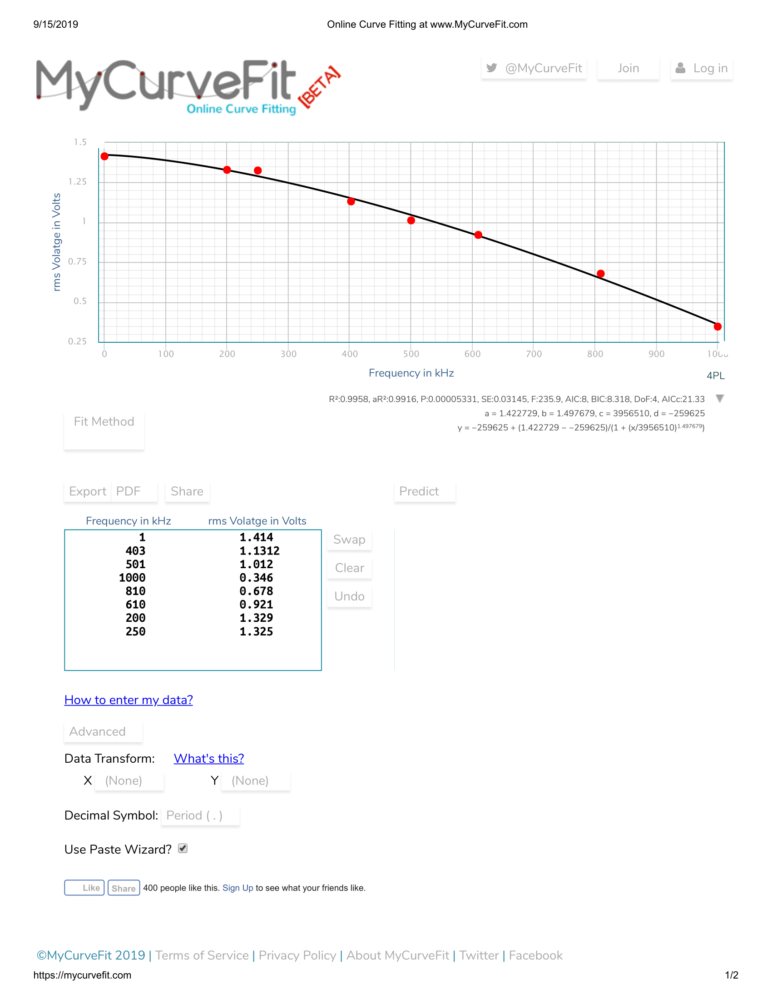 9/15/2019 Online Curve Fitting at www.MyCurveFit.com
MyCurveFit [BETA]
Online Curve Fitting
@MyCurveFit Join Log in
1.5
1.25
1
0.75
0.5
0.25
rms Volatge in Volts
0 100 200 300 400 500 600 700 800 900 1000
Frequency in kHz
4PL
R²:0.9958, aR²:0.9916, P:0.00005331, SE:0.03145, F:235.9, AIC:8, BIC:8.318, DoF:4, AICc:21.33
a = 1.422729, b = 1.497679, c = 3956510, d = −259625
y = −259625 + (1.422729 − −259625)/(1 + (x/3956510)^1.497679)
Fit Method
Export PDF Share Predict
Frequency in kHz rms Volatge in Volts
1 1.414
403 1.1312
501 1.012
1000 0.346
810 0.678
610 0.921
200 1.329
250 1.325
Swap
Clear
Undo
How to enter my data?
Advanced
Data Transform: What's this?
X (None) Y (None)
Decimal Symbol: Period ( . )
Use Paste Wizard?
Like Share 400 people like this. Sign Up to see what your friends like.
©MyCurveFit 2019 | Terms of Service | Privacy Policy | About MyCurveFit | Twitter | Facebook
https://mycurvefit.com 1/2